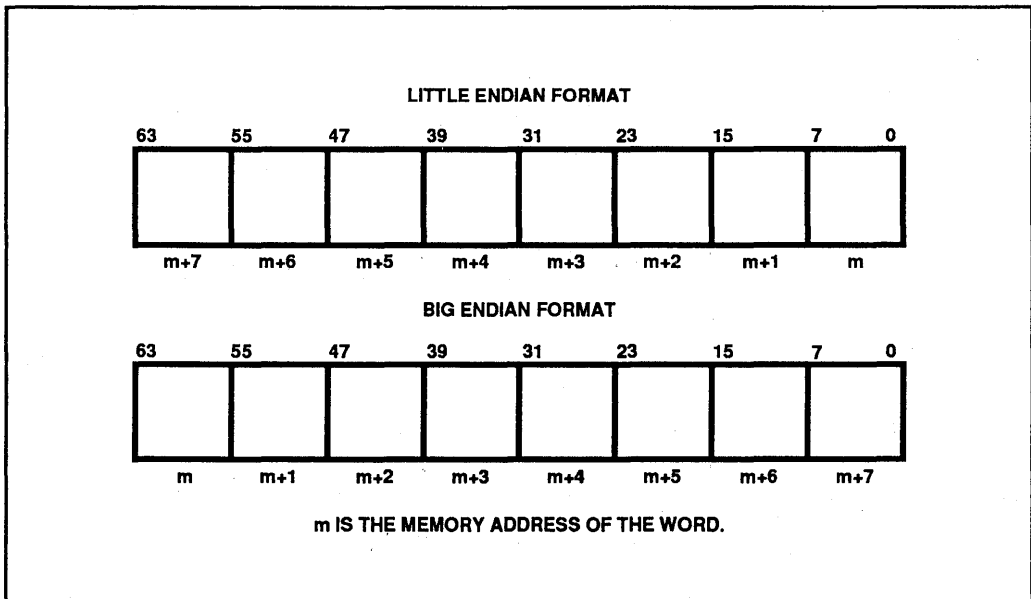 LITTLE ENDIAN FORMAT
63 55 47 39 31 23 15 7 0
m+7 m+6 m+5 m+4 m+3 m+2 m+1 m
BIG ENDIAN FORMAT
63 55 47 39 31 23 15 7 0
m m+1 m+2 m+3 m+4 m+5 m+6 m+7
m IS THE MEMORY ADDRESS OF THE WORD.